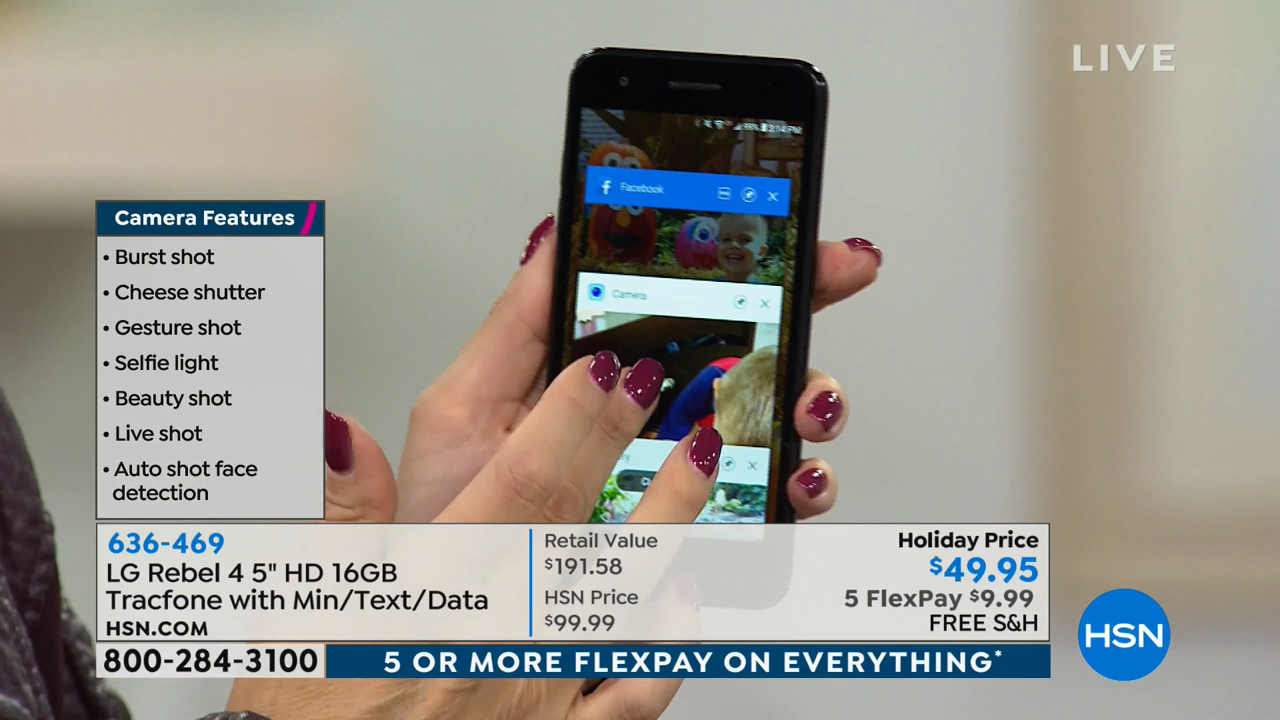 LIVE
Facebook
Camera
Camera Features
• Burst shot
• Cheese shutter
• Gesture shot
• Selfie light
• Beauty shot
• Live shot
• Auto shot face
detection
636-469
LG Rebel 4 5" HD 16GB
Tracfone with Min/Text/Data
HSN.COM
Retail Value
$191.58
HSN Price
$99.99
Holiday Price
$49.95
5 FlexPay $9.99
FREE S&H
HSN
800-284-3100
5 OR MORE FLEXPAY ON EVERYTHING*